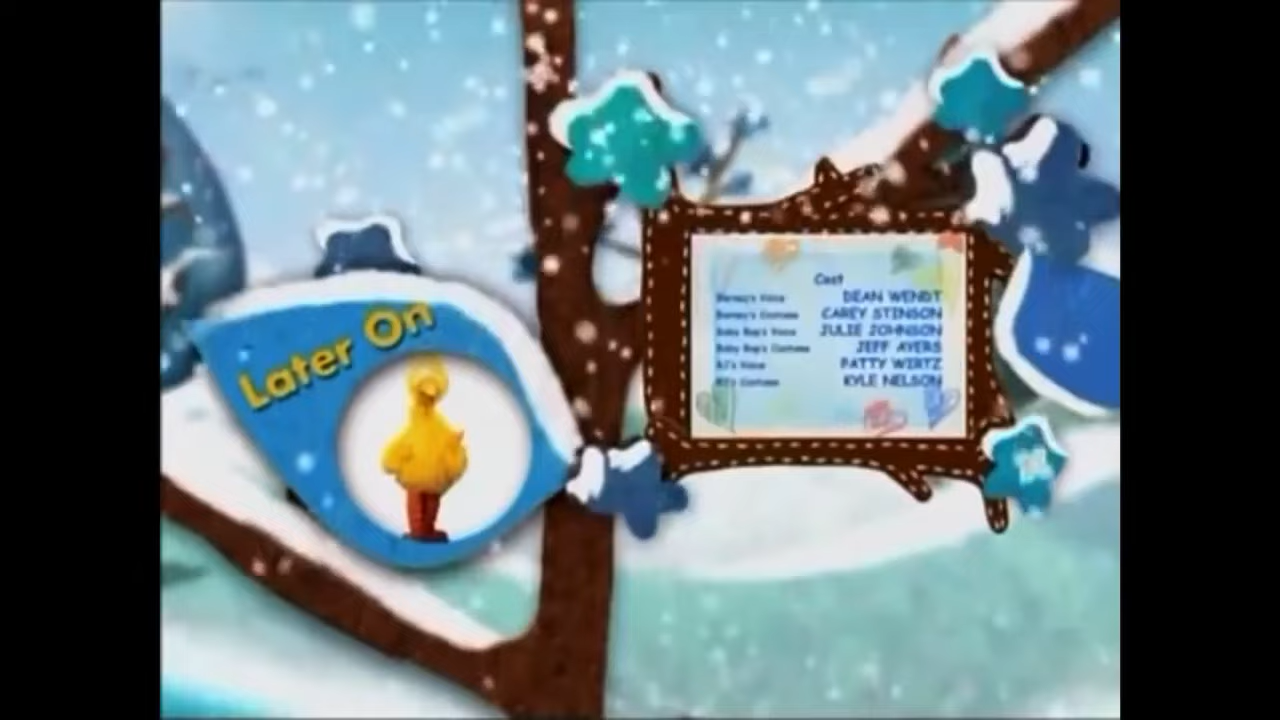 Later On
Cast
Barney's Voice DEAN WENDT
Barney's Costume CAREY STINSON
Baby Bop's Voice JULIE JOHNSON
Baby Bop's Costume JEFF AYERS
BJ's Voice PATTY WIRTZ
BJ's Costume KYLE NELSON